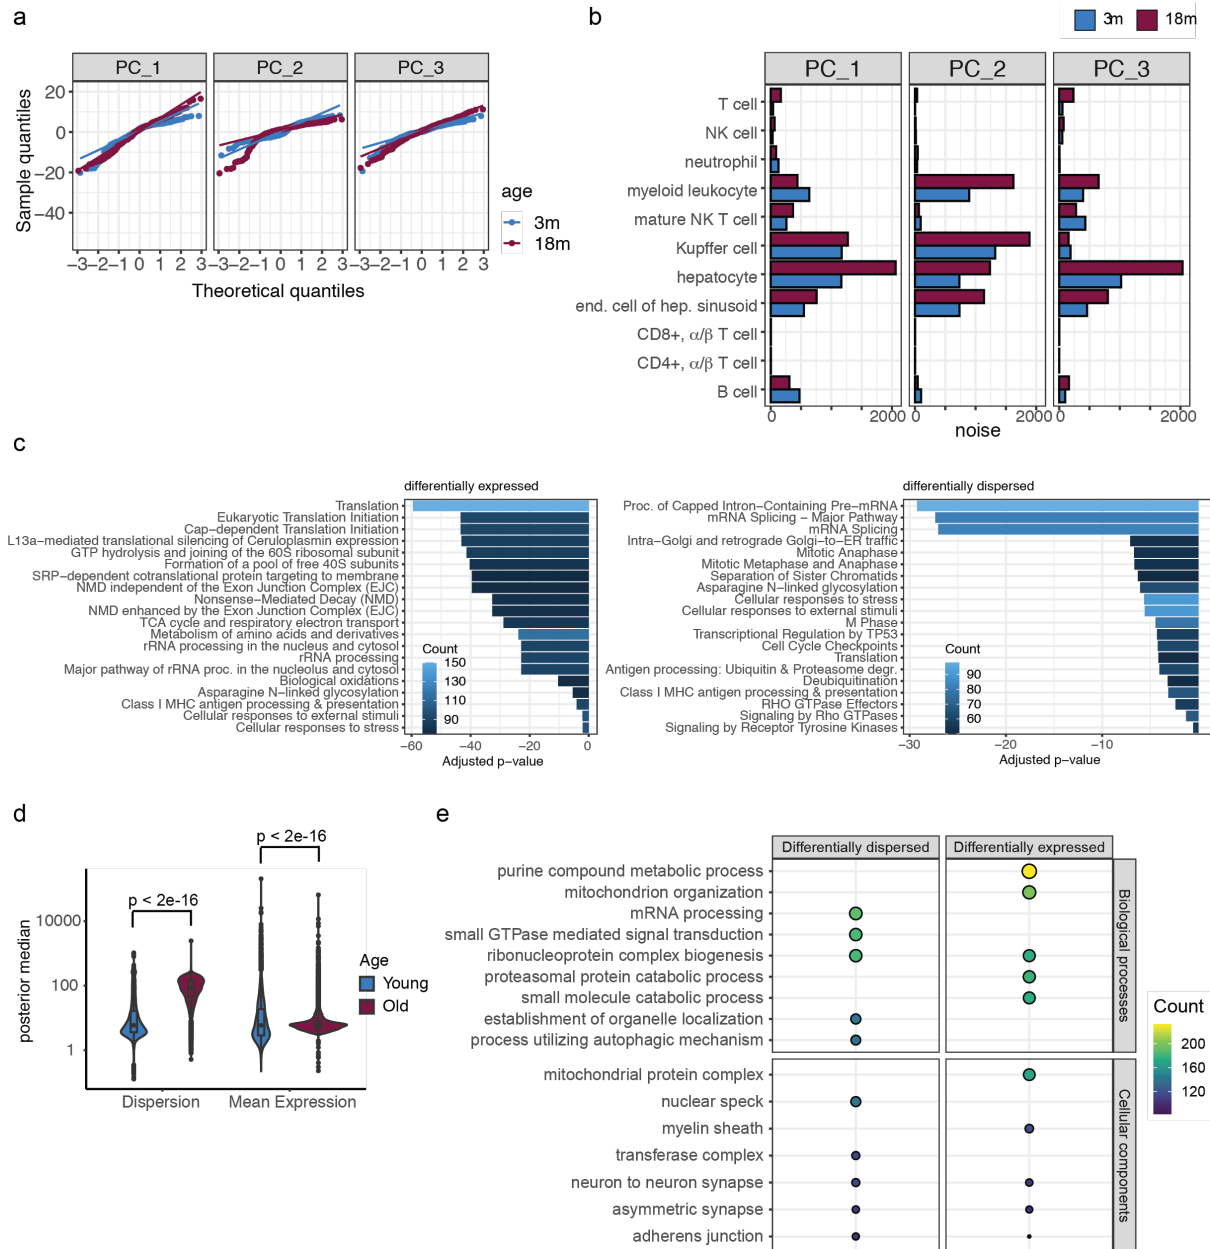 a
PC_1 PC_2 PC_3
20
0
−20
−40
Sample quantiles
−3−2−1 0 1 2 3 −3−2−1 0 1 2 3 −3−2−1 0 1 2 3
Theoretical quantiles
age
3m
18m
b
3m 18m
PC_1 PC_2 PC_3
T cell
NK cell
neutrophil
myeloid leukocyte
mature NK T cell
Kupffer cell
hepatocyte
end. cell of hep. sinusoid
CD8+, α/β T cell
CD4+, α/β T cell
B cell
0 2000 0 2000 0 2000
noise
c
differentially expressed
Translation
Eukaryotic Translation Initiation
Cap−dependent Translation Initiation
L13a−mediated translational silencing of Ceruloplasmin expression
GTP hydrolysis and joining of the 60S ribosomal subunit
Formation of a pool of free 40S subunits
SRP−dependent cotranslational protein targeting to membrane
NMD independent of the Exon Junction Complex (EJC)
Nonsense−Mediated Decay (NMD)
NMD enhanced by the Exon Junction Complex (EJC)
TCA cycle and respiratory electron transport
Metabolism of amino acids and derivatives
rRNA processing in the nucleus and cytosol
rRNA processing
Major pathway of rRNA proc. in the nucleolus and cytosol
Biological oxidations
Asparagine N−linked glycosylation
Class I MHC antigen processing & presentation
Cellular responses to external stimuli
Cellular responses to stress
Count
150
130
110
90
−60 −40 −20 0
Adjusted p−value
differentially dispersed
Proc. of Capped Intron−Containing Pre−mRNA
mRNA Splicing − Major Pathway
mRNA Splicing
Intra−Golgi and retrograde Golgi−to−ER traffic
Mitotic Anaphase
Mitotic Metaphase and Anaphase
Separation of Sister Chromatids
Asparagine N−linked glycosylation
Cellular responses to stress
Cellular responses to external stimuli
M Phase
Transcriptional Regulation by TP53
Cell Cycle Checkpoints
Translation
Antigen processing: Ubiquitin & Proteasome degr.
Deubiquitination
Class I MHC antigen processing & presentation
RHO GTPase Effectors
Signaling by Rho GTPases
Signaling by Receptor Tyrosine Kinases
Count
90
80
70
60
−30 −20 −10
Adjusted p−value
d
p < 2e-16
p < 2e-16
10000
100
1
posterior median
Dispersion Mean Expression
Age
Young
Old
e
Differentially dispersed Differentially expressed
purine compound metabolic process
mitochondrion organization
mRNA processing
small GTPase mediated signal transduction
ribonucleoprotein complex biogenesis
proteasomal protein catabolic process
small molecule catabolic process
establishment of organelle localization
process utilizing autophagic mechanism
Biological processes
mitochondrial protein complex
nuclear speck
myelin sheath
transferase complex
neuron to neuron synapse
asymmetric synapse
adherens junction
Cellular components
Count
200
160
120